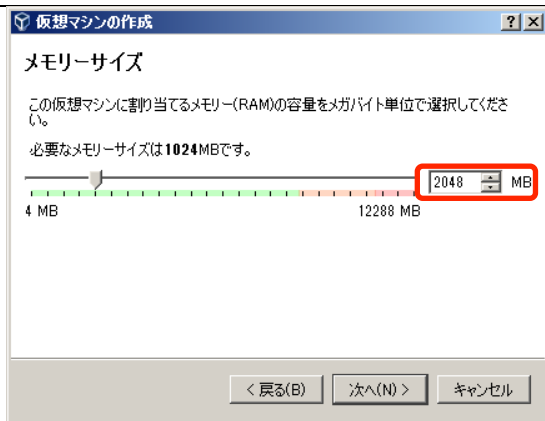 仮想マシンの作成
メモリーサイズ
この仮想マシンに割り当てるメモリー(RAM)の容量をメガバイト単位で選択してくださ
い。
必要なメモリーサイズは1024MBです。
2048 MB
4 MB 12288 MB
< 戻る(B) 次へ(N) > キャンセル